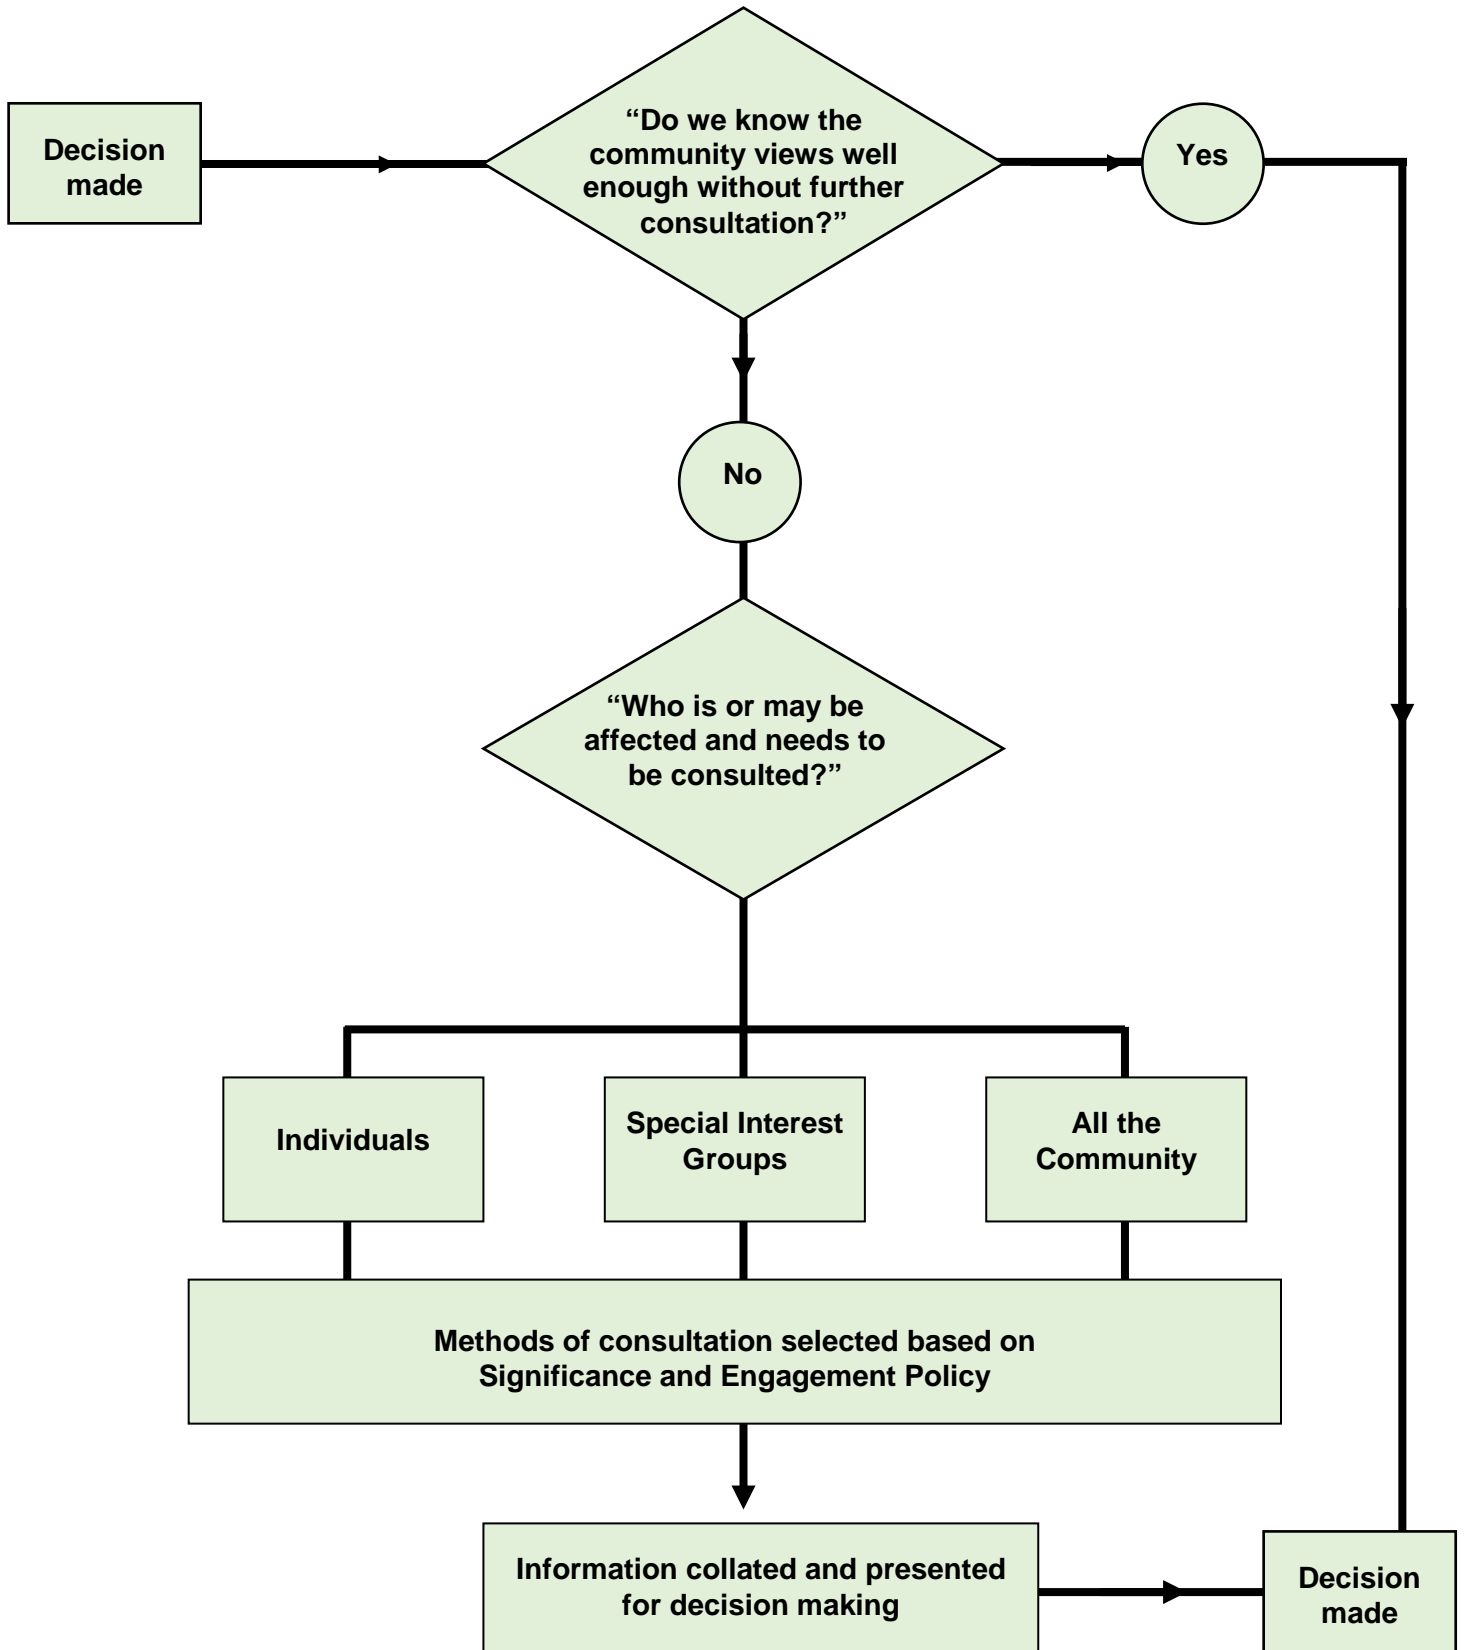 “Do we know the
community views well
enough without further
consultation?”
Decision
made
Yes
No
“Who is or may be
affected and needs to
be consulted?”
Individuals
Special Interest
Groups
All the
Community
Methods of consultation selected based on
Significance and Engagement Policy
Information collated and presented
for decision making
Decision
made